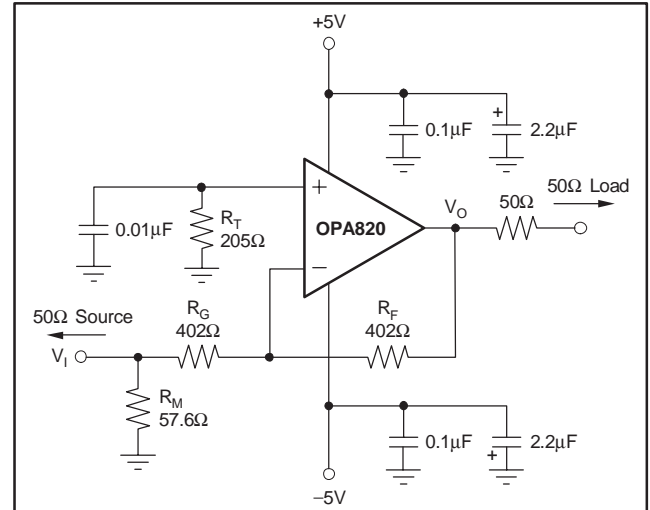 +5V
0.1μF
+
2.2μF
50Ω Load
+
OPA820
−
V_O
50Ω
0.01μF
R_T
205Ω
50Ω Source
R_G
402Ω
R_F
402Ω
V_I
R_M
57.6Ω
0.1μF
+
2.2μF
−5V